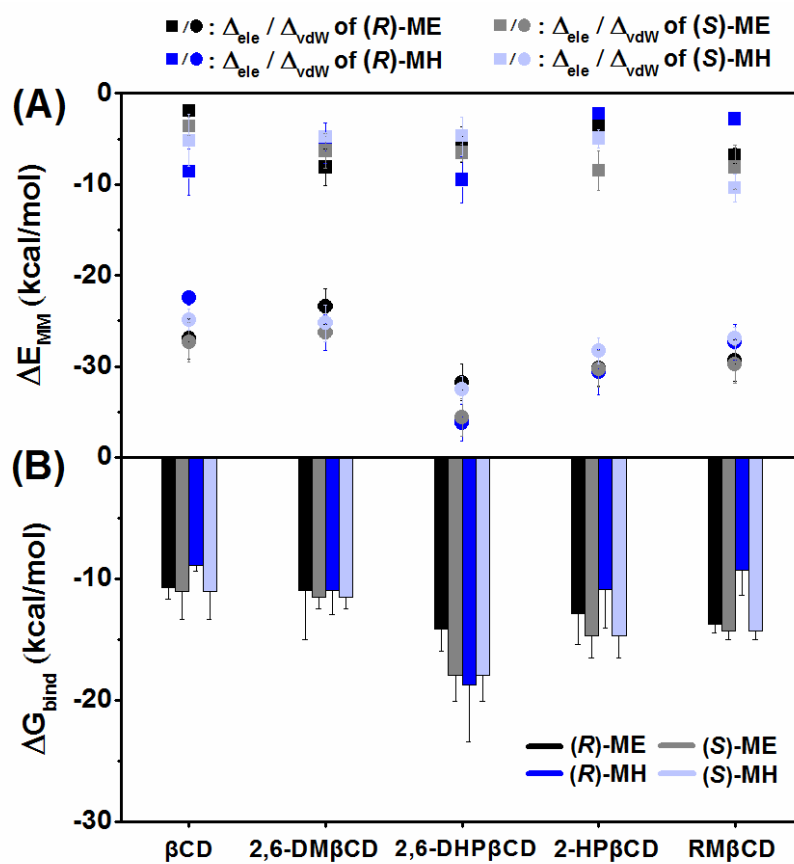 ■/●: Δele / ΔvdW of (R)-ME ■/●: Δele / ΔvdW of (S)-ME
■/●: Δele / ΔvdW of (R)-MH ■/●: Δele / ΔvdW of (S)-MH
(A)
0
-10
-20
-30
ΔEMM (kcal/mol)
(B)
0
-10
-20
-30
ΔGbind (kcal/mol)
(R)-ME (S)-ME
(R)-MH (S)-MH
βCD 2,6-DMβCD 2,6-DHPβCD 2-HPβCD RMβCD